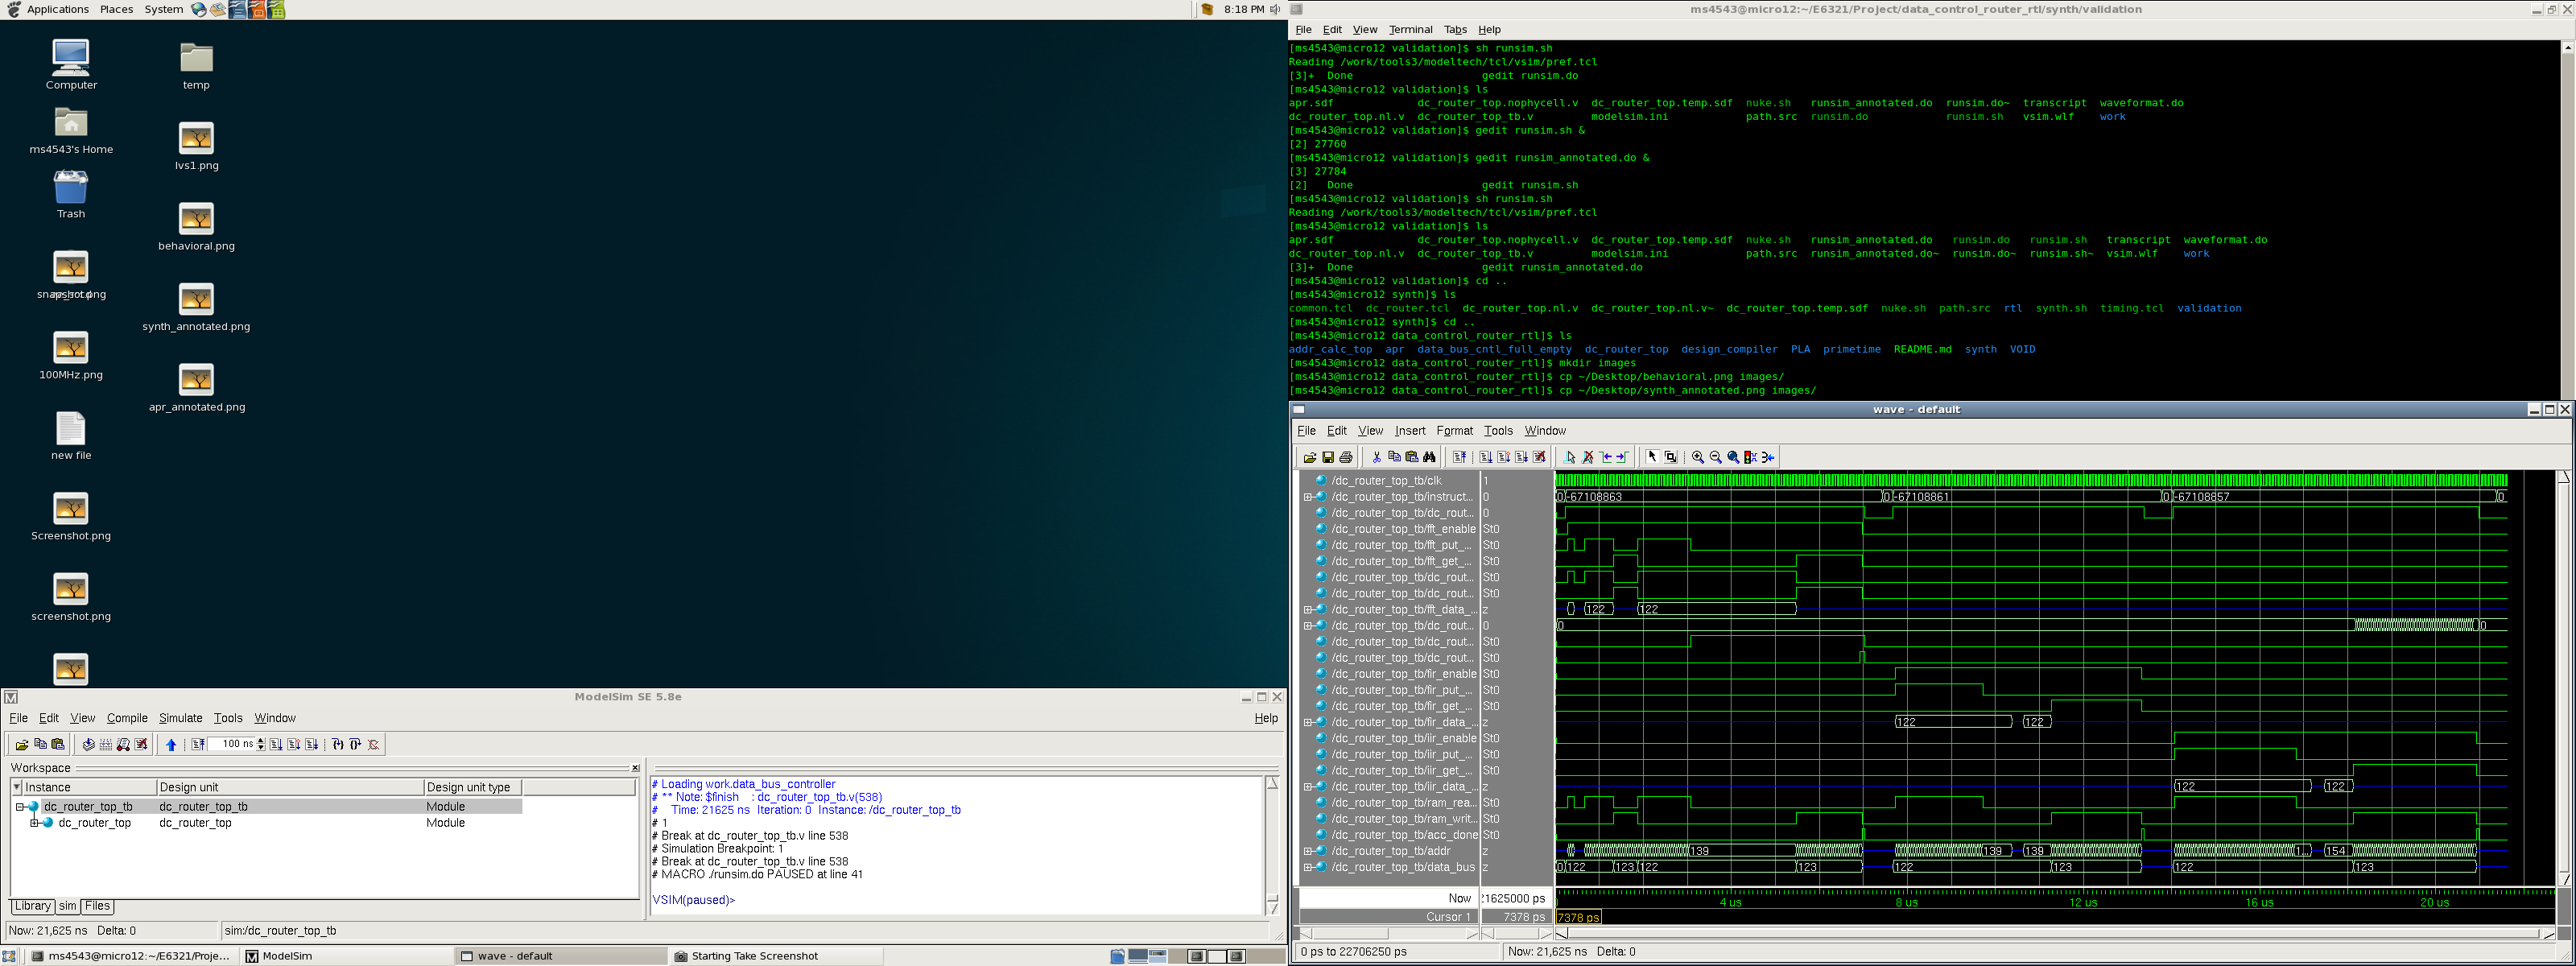 Applications Places System
8:18 PM
Computer
temp
ms4543's Home
lvs1.png
Trash
behavioral.png
synth_annotated.png
100MHz.png
apr_annotated.png
new file
Screenshot.png
screenshot.png
ms4543@micro12:~/E6321/Project/data_control_router_rtl/synth/validation
File Edit View Terminal Tabs Help
[ms4543@micro12 validation]$ sh runsim.sh
Reading /work/tools3/modeltech/tcl/vsim/pref.tcl
[3]+ Done gedit runsim.do
[ms4543@micro12 validation]$ ls
apr.sdf dc_router_top.nophycell.v dc_router_top.temp.sdf nuke.sh runsim_annotated.do runsim.do~ transcript waveformat.do
dc_router_top.nl.v dc_router_top_tb.v modelsim.ini path.src runsim.do runsim.sh vsim.wlf work
[ms4543@micro12 validation]$ gedit runsim.sh &
[2] 27760
[ms4543@micro12 validation]$ gedit runsim_annotated.do &
[3] 27784
[2] Done gedit runsim.sh
[ms4543@micro12 validation]$ sh runsim.sh
Reading /work/tools3/modeltech/tcl/vsim/pref.tcl
[ms4543@micro12 validation]$ ls
apr.sdf dc_router_top.nophycell.v dc_router_top.temp.sdf nuke.sh runsim_annotated.do runsim.do runsim.sh transcript waveformat.do
dc_router_top.nl.v dc_router_top_tb.v modelsim.ini path.src runsim_annotated.do~ runsim.do~ runsim.sh~ vsim.wlf work
[3]+ Done gedit runsim_annotated.do
[ms4543@micro12 validation]$ cd ..
[ms4543@micro12 synth]$ ls
common.tcl dc_router.tcl dc_router_top.nl.v dc_router_top.nl.v~ dc_router_top.temp.sdf nuke.sh path.src rtl synth.sh timing.tcl validation
[ms4543@micro12 synth]$ cd ..
[ms4543@micro12 data_control_router_rtl]$ ls
addr_calc_top apr data_bus_cntl_full_empty dc_router_top design_compiler PLA primetime README.md synth VOID
[ms4543@micro12 data_control_router_rtl]$ mkdir images
[ms4543@micro12 data_control_router_rtl]$ cp ~/Desktop/behavioral.png images/
[ms4543@micro12 data_control_router_rtl]$ cp ~/Desktop/synth_annotated.png images/
wave - default
File Edit View Insert Format Tools Window
/dc_router_top_tb/clk 1
/dc_router_top_tb/instruct... 0 0 -67108863 0 -67108861 0 -67108857 0
/dc_router_top_tb/dc_rout... 0
/dc_router_top_tb/fft_enable St0
/dc_router_top_tb/fft_put_... St0
/dc_router_top_tb/fft_get_... St0
/dc_router_top_tb/dc_rout... St0
/dc_router_top_tb/dc_rout... St0
/dc_router_top_tb/fft_data_... z 122 122
/dc_router_top_tb/dc_rout... 0 0 0
/dc_router_top_tb/dc_rout... St0
/dc_router_top_tb/dc_rout... St0
/dc_router_top_tb/fir_enable St0
/dc_router_top_tb/fir_put_... St0
/dc_router_top_tb/fir_get_... St0
/dc_router_top_tb/fir_data_... z 122 122
/dc_router_top_tb/iir_enable St0
/dc_router_top_tb/iir_put_... St0
/dc_router_top_tb/iir_get_... St0
/dc_router_top_tb/iir_data_... z 122 122
/dc_router_top_tb/ram_rea... St0
/dc_router_top_tb/ram_writ... St0
/dc_router_top_tb/acc_done St0
/dc_router_top_tb/addr z 139 139 139 1... 154
/dc_router_top_tb/data_bus z 0 122 123 122 123 122 123 122 123
Now 1625000 ps 4 us 8 us 12 us 16 us 20 us
Cursor 1 7378 ps 7378 ps
0 ps to 22706250 ps Now: 21,625 ns Delta: 0
ModelSim SE 5.8e
File Edit View Compile Simulate Tools Window Help
100 ns
Workspace
Instance Design unit Design unit type
dc_router_top_tb dc_router_top_tb Module
dc_router_top dc_router_top Module
Library sim Files
# Loading work.data_bus_controller
# ** Note: $finish : dc_router_top_tb.v(538)
# Time: 21625 ns Iteration: 0 Instance: /dc_router_top_tb
# 1
# Break at dc_router_top_tb.v line 538
# Simulation Breakpoint: 1
# Break at dc_router_top_tb.v line 538
# MACRO ./runsim.do PAUSED at line 41
VSIM(paused)>
Now: 21,625 ns Delta: 0 sim:/dc_router_top_tb
ms4543@micro12:~/E6321/Proje... ModelSim wave - default Starting Take Screenshot